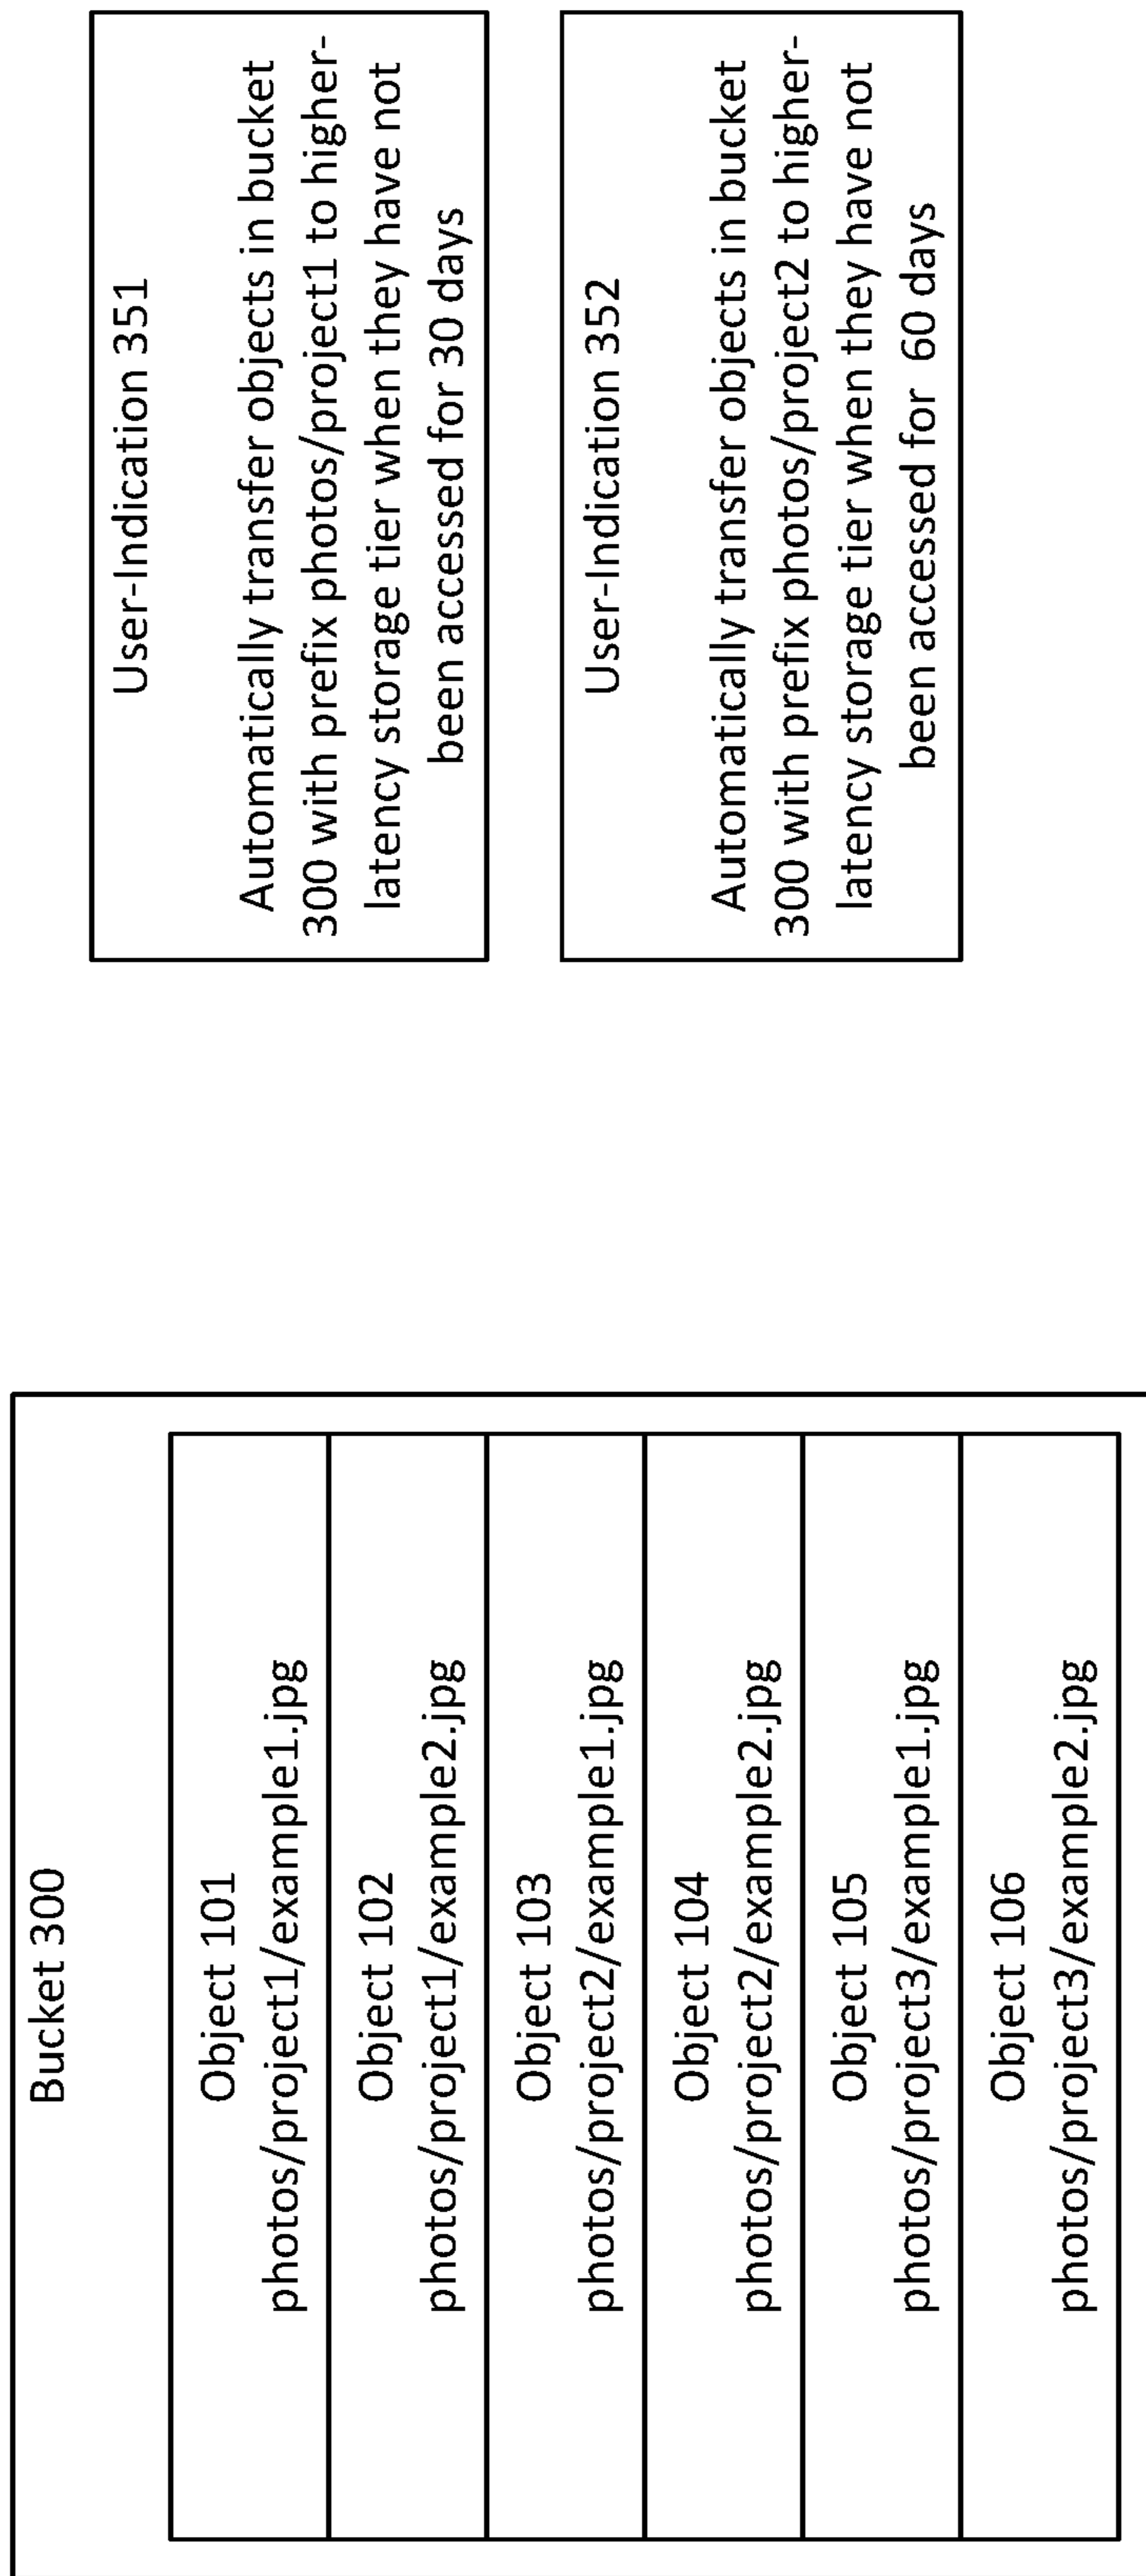 Bucket 300
Object 101
photos/project1/example1.jpg
Object 102
photos/project1/example2.jpg
Object 103
photos/project2/example1.jpg
Object 104
photos/project2/example2.jpg
Object 105
photos/project3/example1.jpg
Object 106
photos/project3/example2.jpg
User-Indication 351
Automatically transfer objects in bucket
300 with prefix photos/project1 to higher-
latency storage tier when they have not
been accessed for 30 days
User-Indication 352
Automatically transfer objects in bucket
300 with prefix photos/project2 to higher-
latency storage tier when they have not
been accessed for  60 days